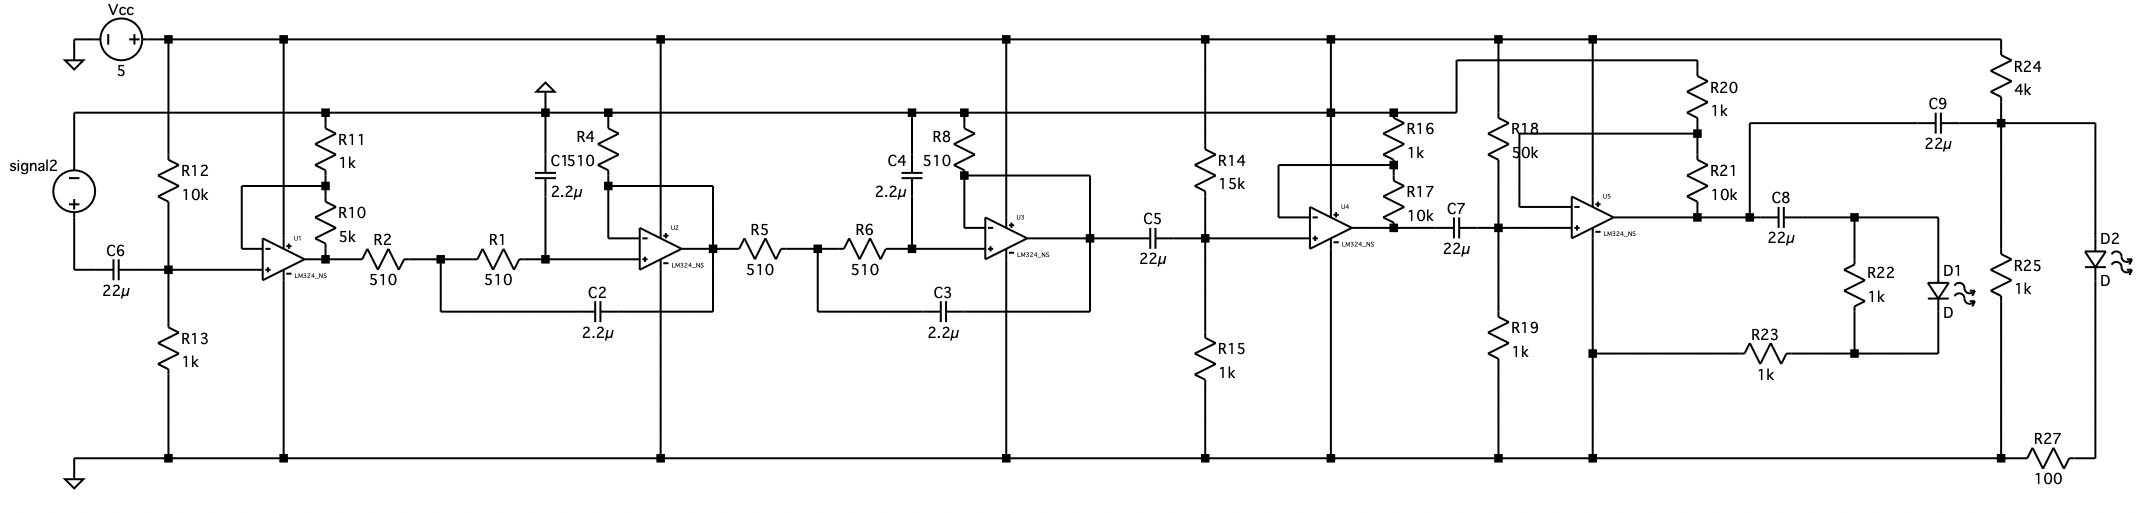 Vcc
5
signal2
C6
22µ
R12
10k
R13
1k
R11
1k
R10
5k
U1
LM324_NS
R2
510
R1
510
C1
2.2µ
R4
510
C2
2.2µ
U2
LM324_NS
R5
510
R6
510
C4
2.2µ
R8
510
C3
2.2µ
U3
LM324_NS
C5
22µ
R14
15k
R15
1k
U4
LM324_NS
R16
1k
R17
10k
C7
22µ
R18
50k
R19
1k
U5
LM324_NS
R20
1k
R21
10k
C8
22µ
R22
1k
R23
1k
D1
D
C9
22µ
R24
4k
R25
1k
D2
D
R27
100